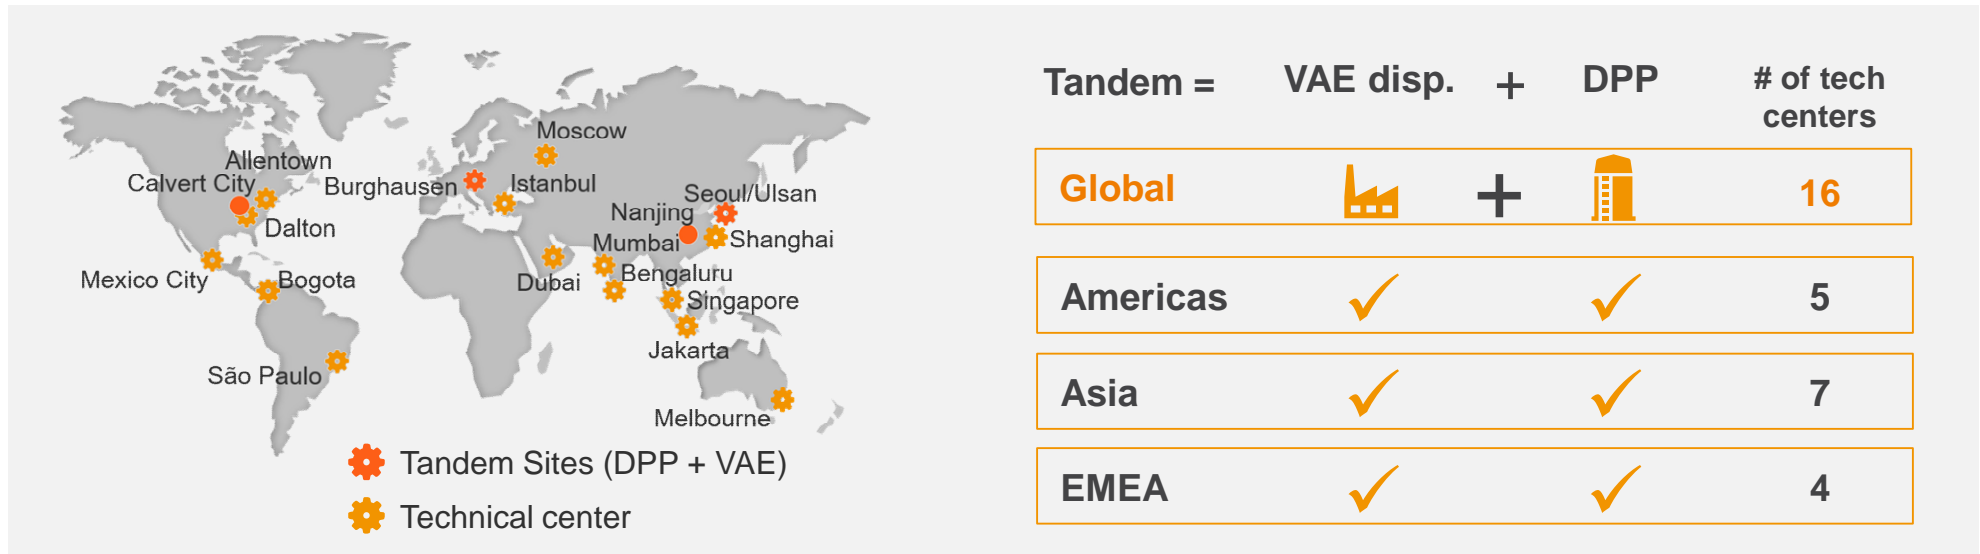 Moscow
Allentown
Calvert City
Burghausen
Istanbul
Seoul/Ulsan
Nanjing
Dalton
Mumbai
Shanghai
Mexico City
Bogota
Dubai
Bengaluru
Singapore
Jakarta
São Paulo
Melbourne
Tandem Sites (DPP + VAE)
Technical center
Tandem = VAE disp. + DPP # of tech
centers
Global + 16
Americas 5
Asia 7
EMEA 4